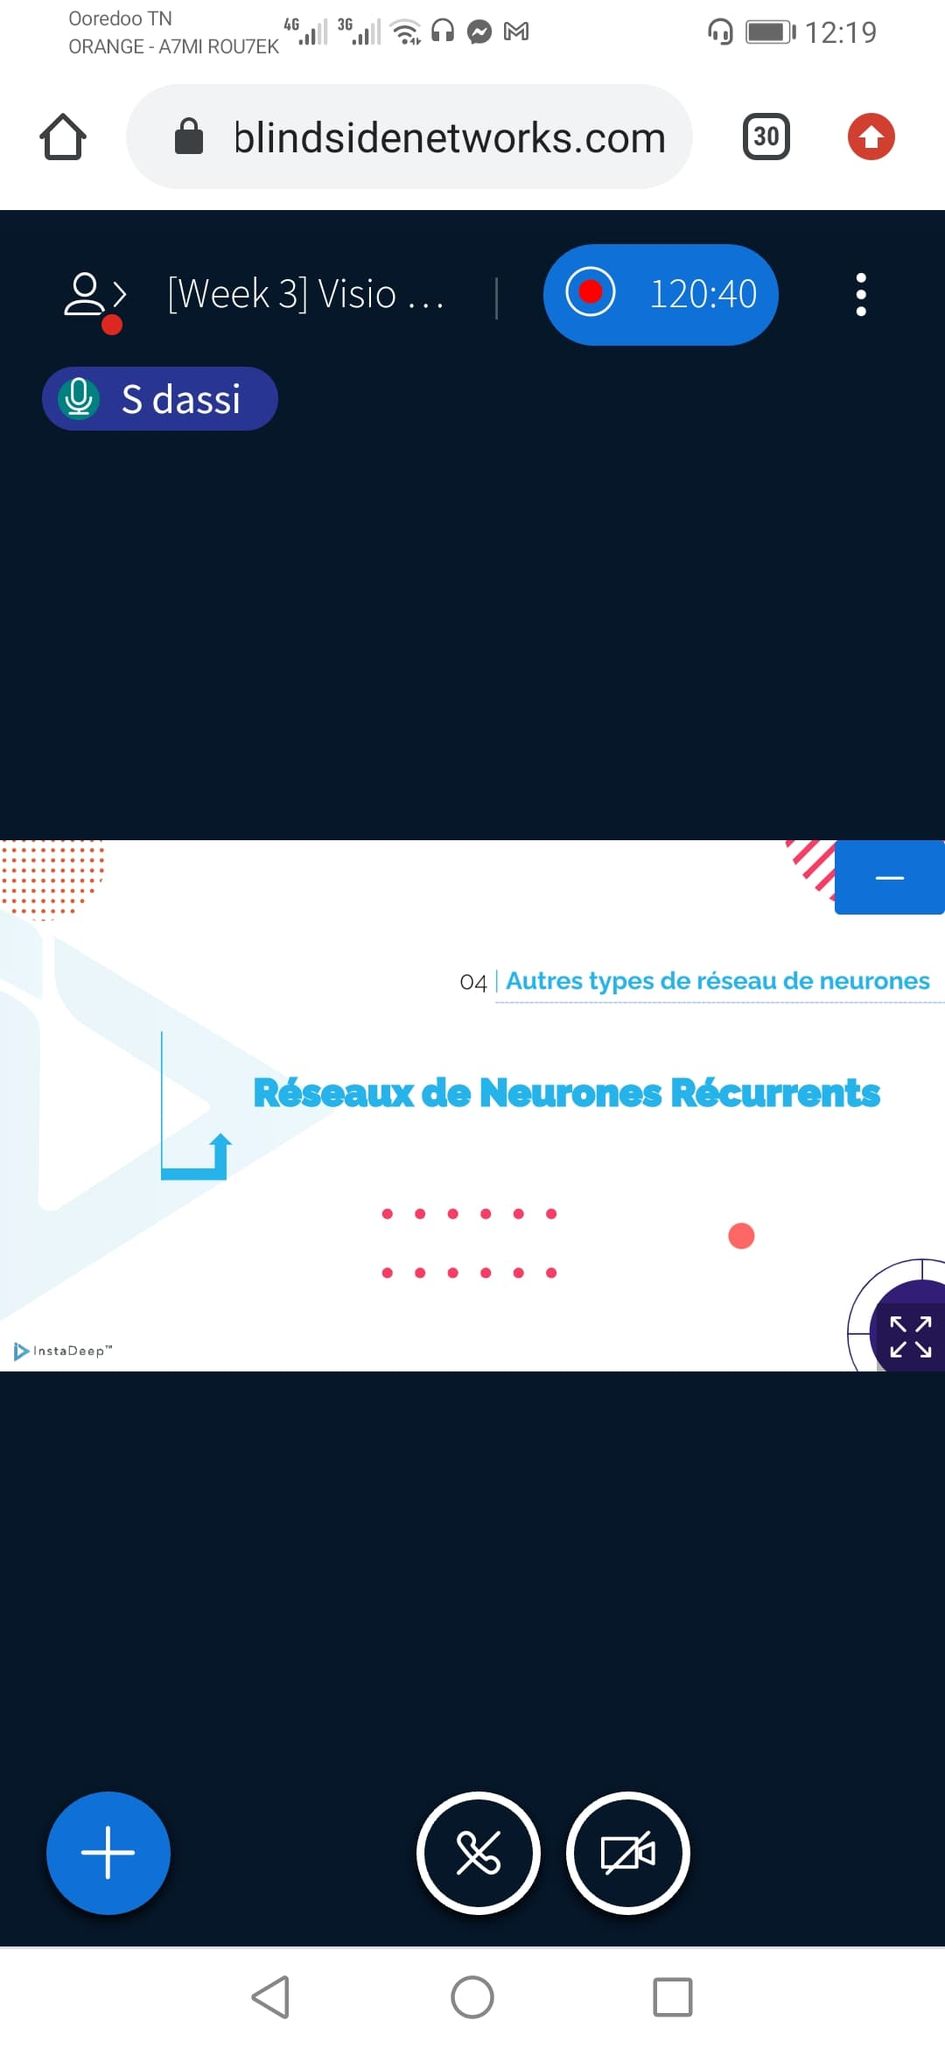 Ooredoo TN
ORANGE - A7MI ROU7EK
4G 3G 12:19
blindsidenetworks.com 30
[Week 3] Visio ... 120:40
S dassi
04 | Autres types de réseau de neurones
Réseaux de Neurones Récurrents
InstaDeep™